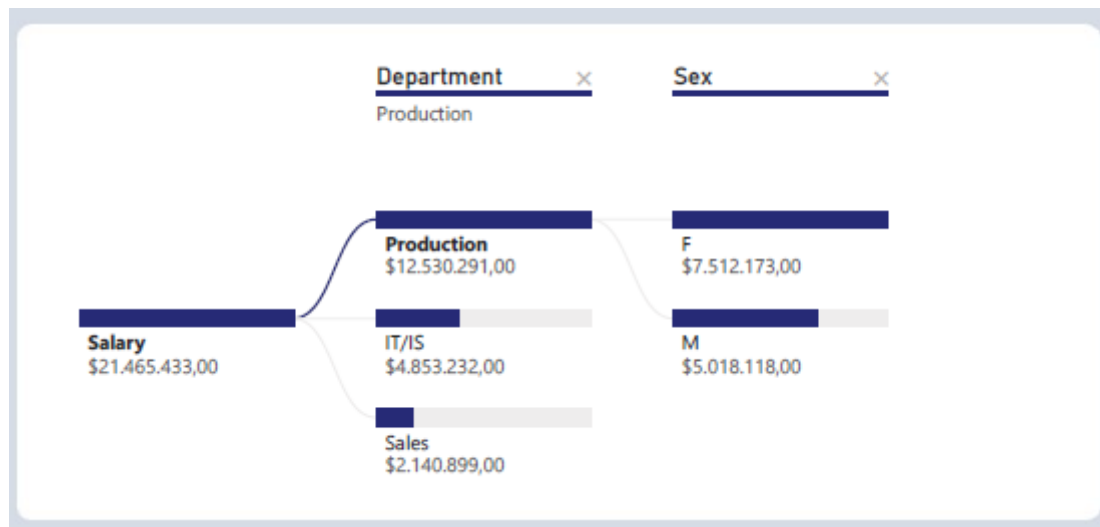 Department ×
Production
Sex ×
Salary
$21.465.433,00
Production
$12.530.291,00
IT/IS
$4.853.232,00
Sales
$2.140.899,00
F
$7.512.173,00
M
$5.018.118,00